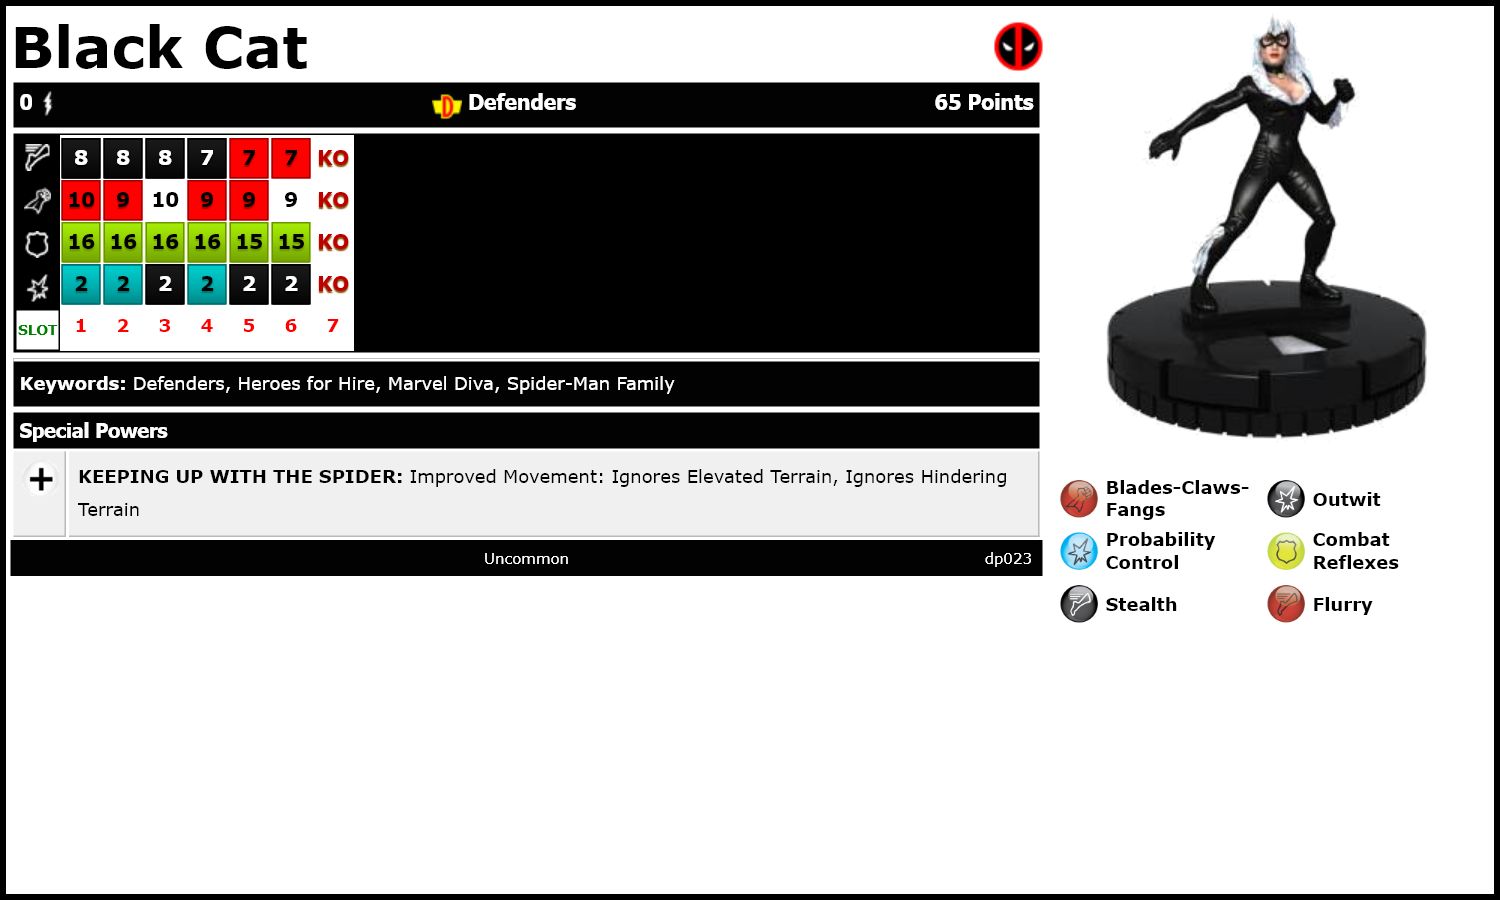 Black Cat
0 Defenders 65 Points
8 8 8 7 7 7 KO
10 9 10 9 9 9 KO
16 16 16 16 15 15 KO
2 2 2 2 2 2 KO
SLOT 1 2 3 4 5 6 7
Keywords: Defenders, Heroes for Hire, Marvel Diva, Spider-Man Family
Special Powers
KEEPING UP WITH THE SPIDER: Improved Movement: Ignores Elevated Terrain, Ignores Hindering
Terrain
Uncommon dp023
Blades-Claws-
Fangs
Outwit
Probability
Control
Combat
Reflexes
Stealth
Flurry